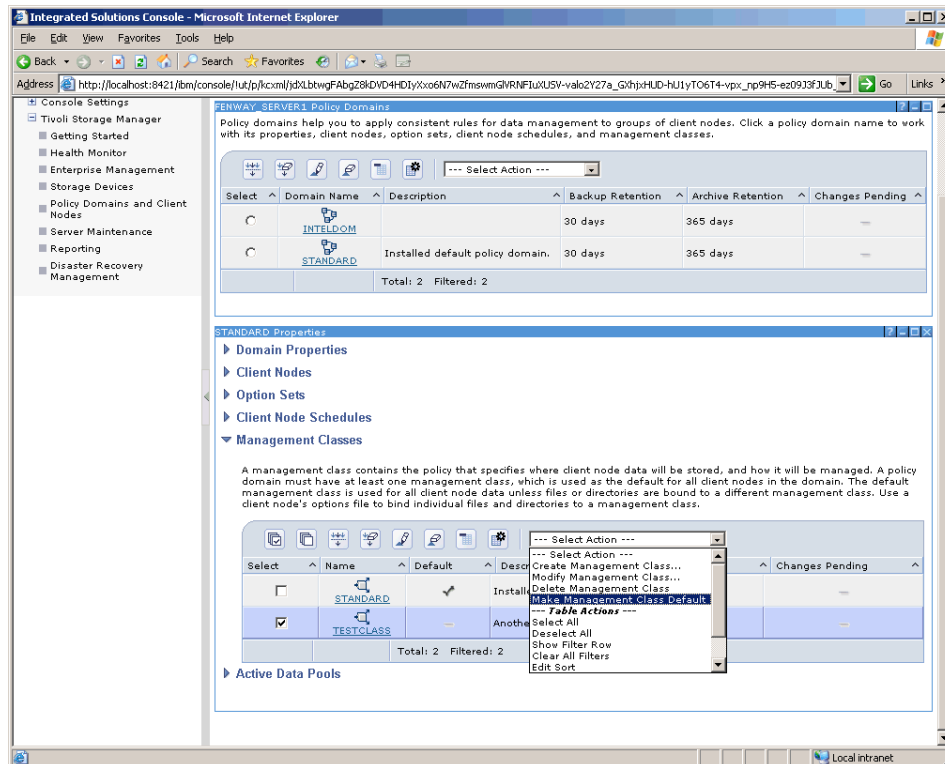 Integrated Solutions Console - Microsoft Internet Explorer
File Edit View Favorites Tools Help
Back Search Favorites
Address http://localhost:8421/ibm/console/!ut/p/kcxml/ Go Links
Console Settings
Tivoli Storage Manager
Getting Started
Health Monitor
Enterprise Management
Storage Devices
Policy Domains and Client
Nodes
Server Maintenance
Reporting
Disaster Recovery
Management
FENWAY_SERVER1 Policy Domains
Policy domains help you to apply consistent rules for data management to groups of client nodes. Click a policy domain name to work
with its properties, client nodes, option sets, client node schedules, and management classes.
--- Select Action ---
Select Domain Name Description Backup Retention Archive Retention Changes Pending
INTELDOM 30 days 365 days
STANDARD Installed default policy domain. 30 days 365 days
Total: 2 Filtered: 2
STANDARD Properties
Domain Properties
Client Nodes
Option Sets
Client Node Schedules
Management Classes
A management class contains the policy that specifies where client node data will be stored, and how it will be managed. A policy
domain must have at least one management class, which is used as the default for all client nodes in the domain. The default
management class is used for all client node data unless files or directories are bound to a different management class. Use a
client node's options file to bind individual files and directories to a management class.
--- Select Action ---
Select Name Default Descr Changes Pending
STANDARD Installe
TESTCLASS Anothe
Total: 2 Filtered: 2
--- Select Action ---
Create Management Class...
Modify Management Class...
Delete Management Class
Make Management Class Default
--- Table Actions ---
Select All
Deselect All
Show Filter Row
Clear All Filters
Edit Sort
Active Data Pools
Local intranet